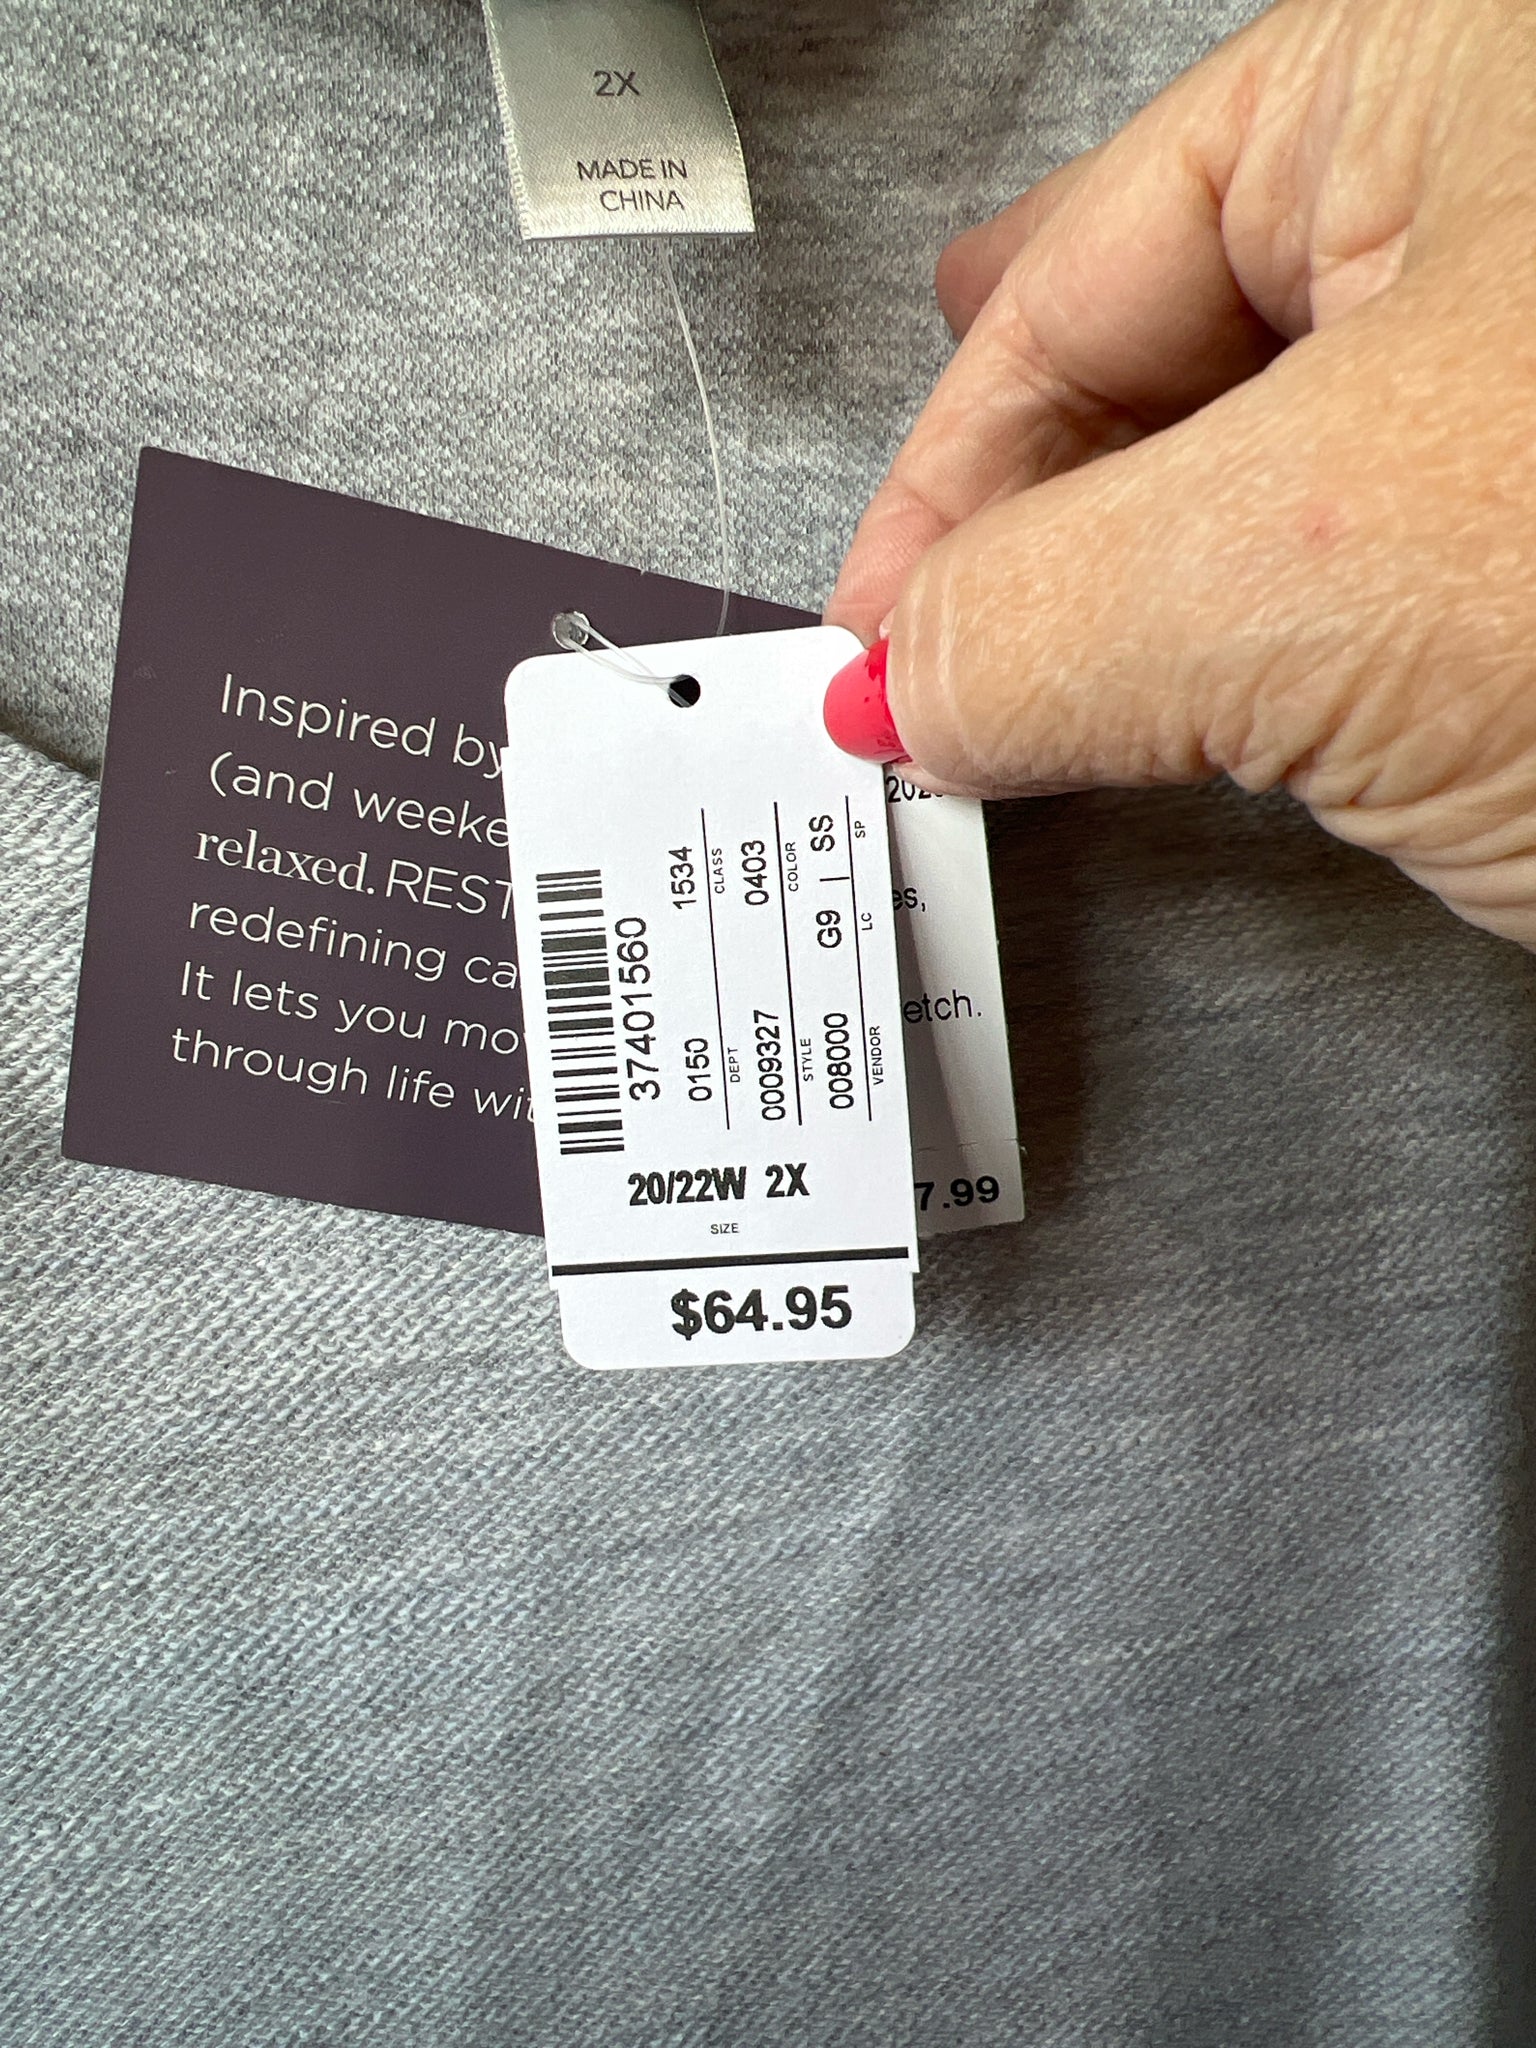 2X
MADE IN
CHINA
Inspired by
(and weeke
relaxed. REST
redefining ca
It lets you mo
through life wit
37401560
0150 1534
DEPT CLASS
0009327 0403
STYLE COLOR
008000 G9 | SS
VENDOR LC SP
20/22W 2X
SIZE
$64.95
202
es,
etch.
7.99